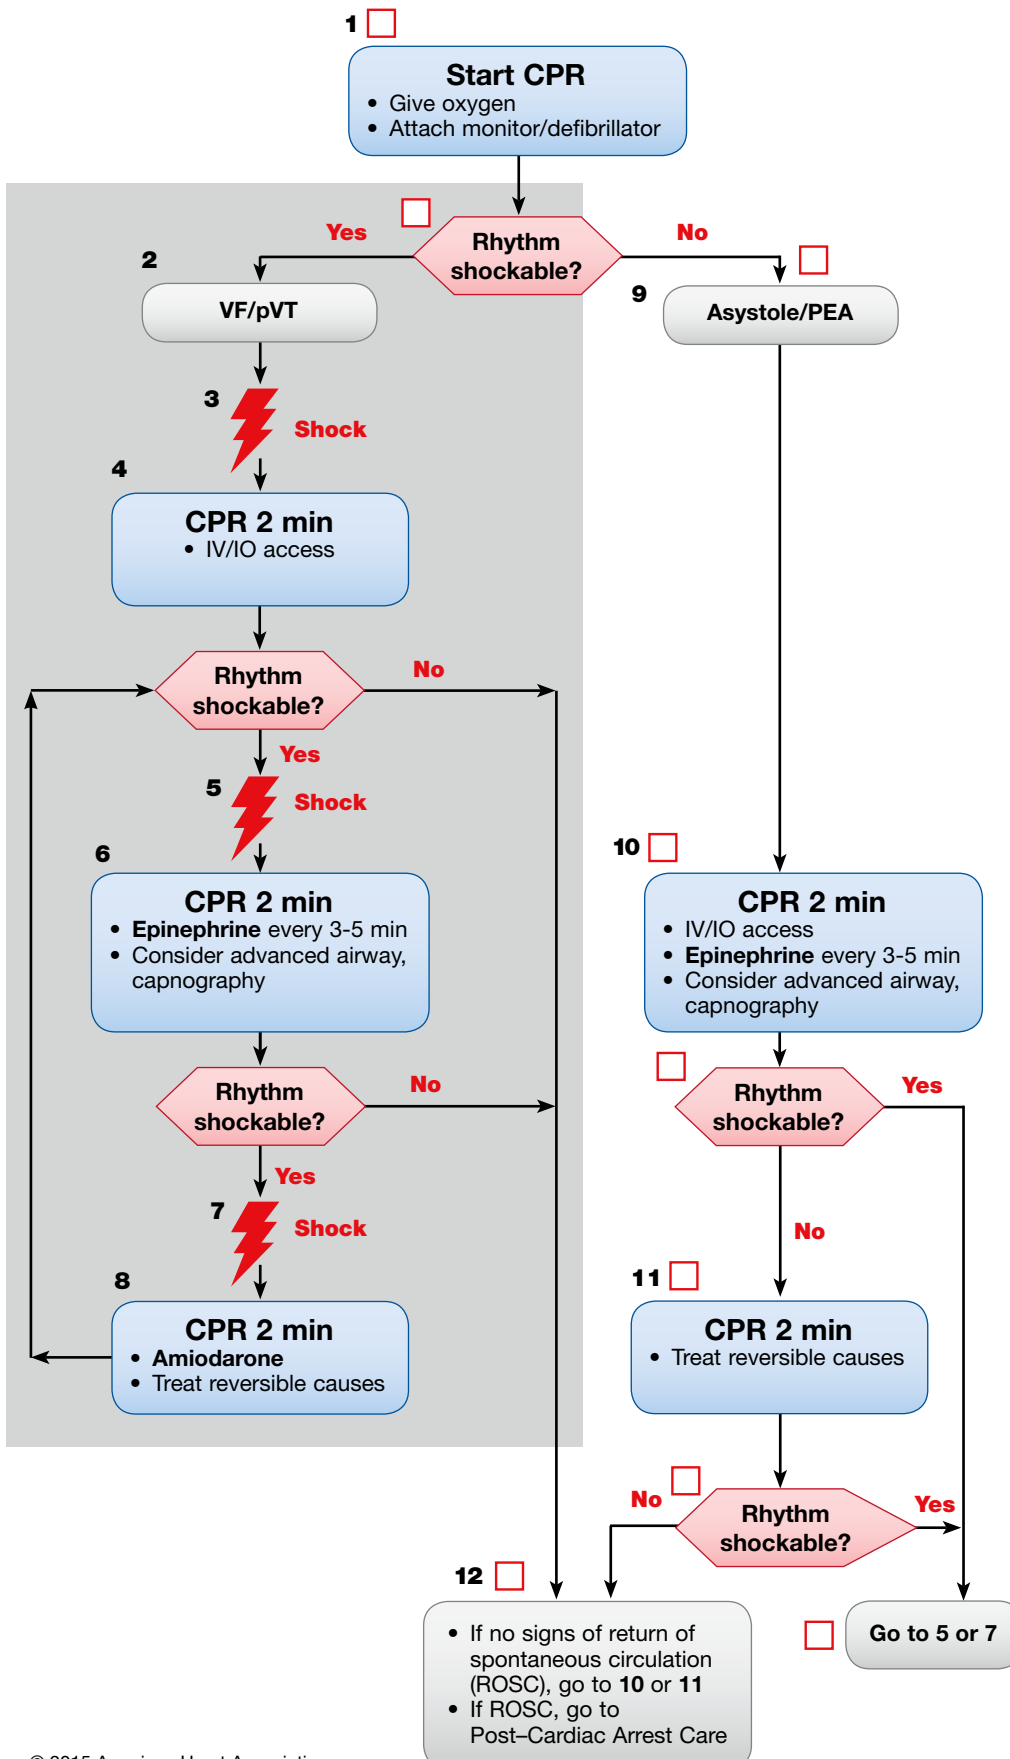 1
Start CPR
• Give oxygen
• Attach monitor/defibrillator
Rhythm
shockable?
Yes
No
2
VF/pVT
9
Asystole/PEA
3
Shock
4
CPR 2 min
• IV/IO access
Rhythm
shockable?
No
Yes
5
Shock
6
CPR 2 min
• Epinephrine every 3-5 min
• Consider advanced airway,
capnography
10
CPR 2 min
• IV/IO access
• Epinephrine every 3-5 min
• Consider advanced airway,
capnography
Rhythm
shockable?
No
Yes
Rhythm
shockable?
Yes
No
7
Shock
8
CPR 2 min
• Amiodarone
• Treat reversible causes
11
CPR 2 min
• Treat reversible causes
Rhythm
shockable?
No
Yes
12
• If no signs of return of
spontaneous circulation
(ROSC), go to 10 or 11
• If ROSC, go to
Post–Cardiac Arrest Care
Go to 5 or 7
© 2015 American Heart Association